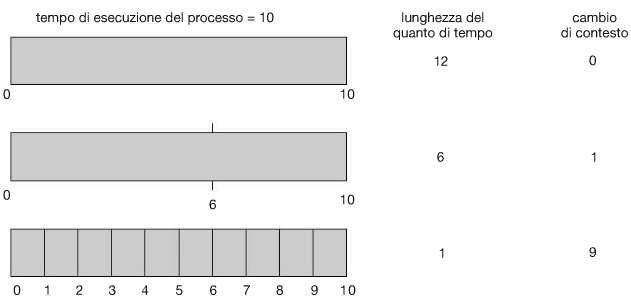 tempo di esecuzione del processo = 10
lunghezza del
quanto di tempo
cambio
di contesto
12
0
0
10
6
1
0
6
10
1
9
0 1 2 3 4 5 6 7 8 9 10